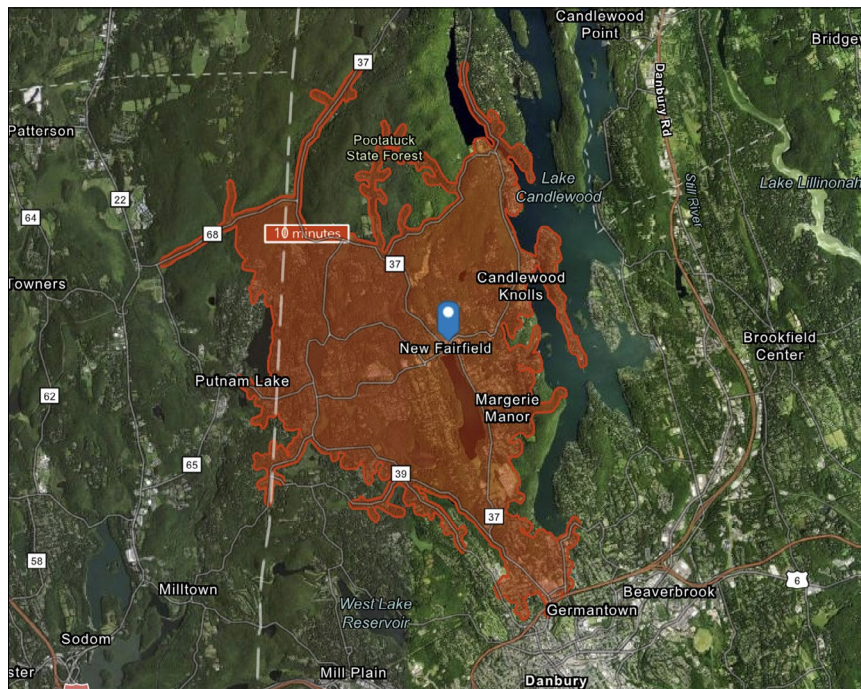 Candlewood
Point
Bridgew
37
Danbury Rd
Patterson
Pootatuck
State Forest
22
Lake
Candlewood
Still River
Lake Lillinonah
64
68
10 minutes
37
Towners
Candlewood
Knolls
New Fairfield
Brookfield
Center
Putnam Lake
62
Margerie
Manor
65
39
37
58
Milltown
Beaverbrook
6
West Lake
Reservoir
Germantown
Sodom
ster
Mill Plain
Danbury